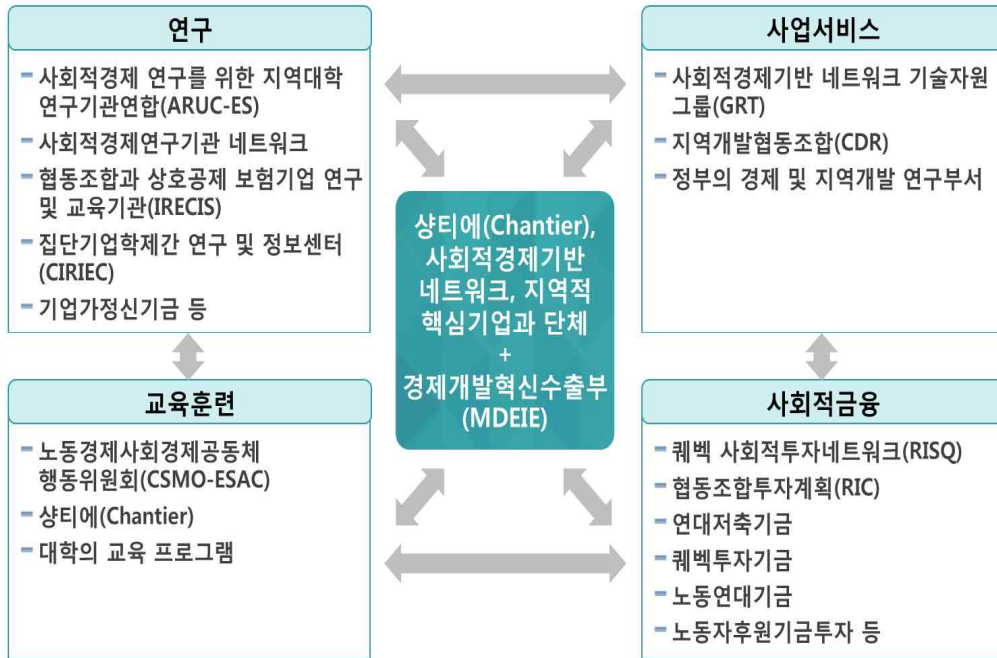 연구
- 사회적경제 연구를 위한 지역대학
연구기관연합(ARUC-ES)
- 사회적경제연구기관 네트워크
- 협동조합과 상호공제 보험기업 연구
및 교육기관(IRECIS)
- 집단기업학제간 연구 및 정보센터
(CIRIEC)
- 기업가정신기금 등
사업서비스
- 사회적경제기반 네트워크 기술자원
그룹(GRT)
- 지역개발협동조합(CDR)
- 정부의 경제 및 지역개발 연구부서
샹티에(Chantier),
사회적경제기반
네트워크, 지역적
핵심기업과 단체
+
경제개발혁신수출부
(MDEIE)
교육훈련
- 노동경제사회경제공동체
행동위원회(CSMO-ESAC)
- 샹티에(Chantier)
- 대학의 교육 프로그램
사회적금융
- 퀘벡 사회적투자네트워크(RISQ)
- 협동조합투자계획(RIC)
- 연대저축기금
- 퀘벡투자기금
- 노동연대기금
- 노동자후원기금투자 등